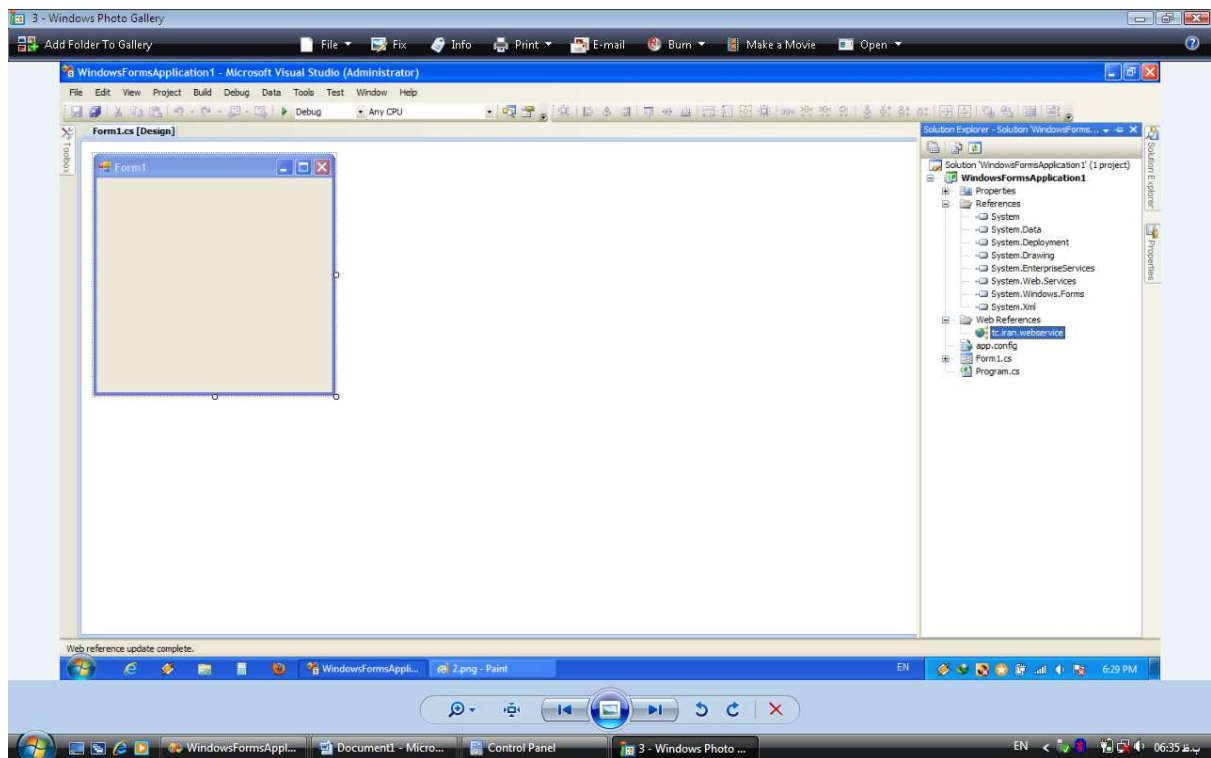 3 - Windows Photo Gallery
Add Folder To Gallery File Fix Info Print E-mail Burn Make a Movie Open
WindowsFormsApplication1 - Microsoft Visual Studio (Administrator)
File Edit View Project Build Debug Data Tools Test Window Help
Debug Any CPU
Form1.cs [Design]
Toolbox
Form1
Solution Explorer - Solution 'WindowsForms...
Solution 'WindowsFormsApplication1' (1 project)
WindowsFormsApplication1
Properties
References
System
System.Data
System.Deployment
System.Drawing
System.EnterpriseServices
System.Web.Services
System.Windows.Forms
System.Xml
Web References
tc.iran.webservice
app.config
Form1.cs
Program.cs
Solution Explorer
Properties
Web reference update complete.
WindowsFormsAppli... 2.png - Paint EN 6:29 PM
WindowsFormsAppl... Document1 - Micro... Control Panel 3 - Windows Photo ... EN 06:35 ب.ظ